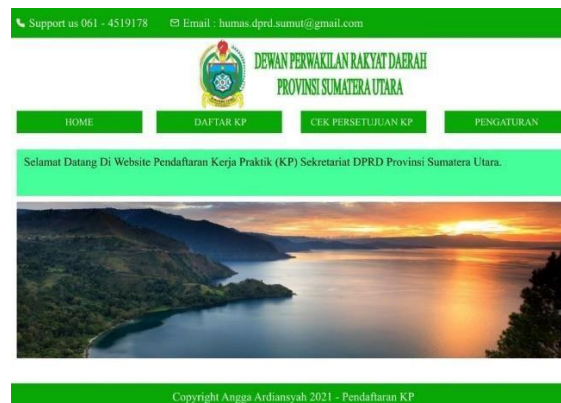 Support us 061 - 4519178 Email : humas.dprd.sumut@gmail.com
DEWAN PERWAKILAN RAKYAT DAERAH
PROVINSI SUMATERA UTARA
HOME DAFTAR KP CEK PERSETUJUAN KP PENGATURAN
Selamat Datang Di Website Pendaftaran Kerja Praktik (KP) Sekretariat DPRD Provinsi Sumatera Utara.
Copyright Angga Ardiansyah 2021 - Pendaftaran KP